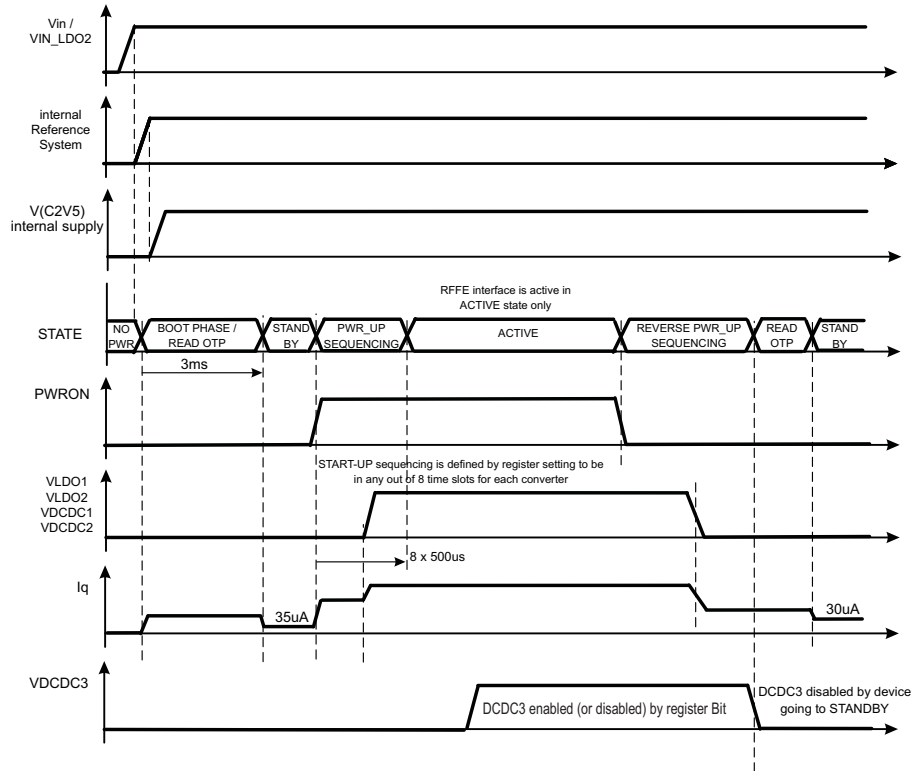 Vin /
VIN_LDO2
internal
Reference
System
V(C2V5)
internal supply
RFFE interface is active in
ACTIVE state only
STATE
NO
PWR
BOOT PHASE /
READ OTP
STAND
BY
PWR_UP
SEQUENCING
ACTIVE
REVERSE PWR_UP
SEQUENCING
READ
OTP
STAND
BY
3ms
PWRON
START-UP sequencing is defined by register setting to be
in any out of 8 time slots for each converter
VLDO1
VLDO2
VDCDC1
VDCDC2
8 x 500us
Iq
35uA
30uA
VDCDC3
DCDC3 enabled (or disabled) by register Bit
DCDC3 disabled by device
going to STANDBY